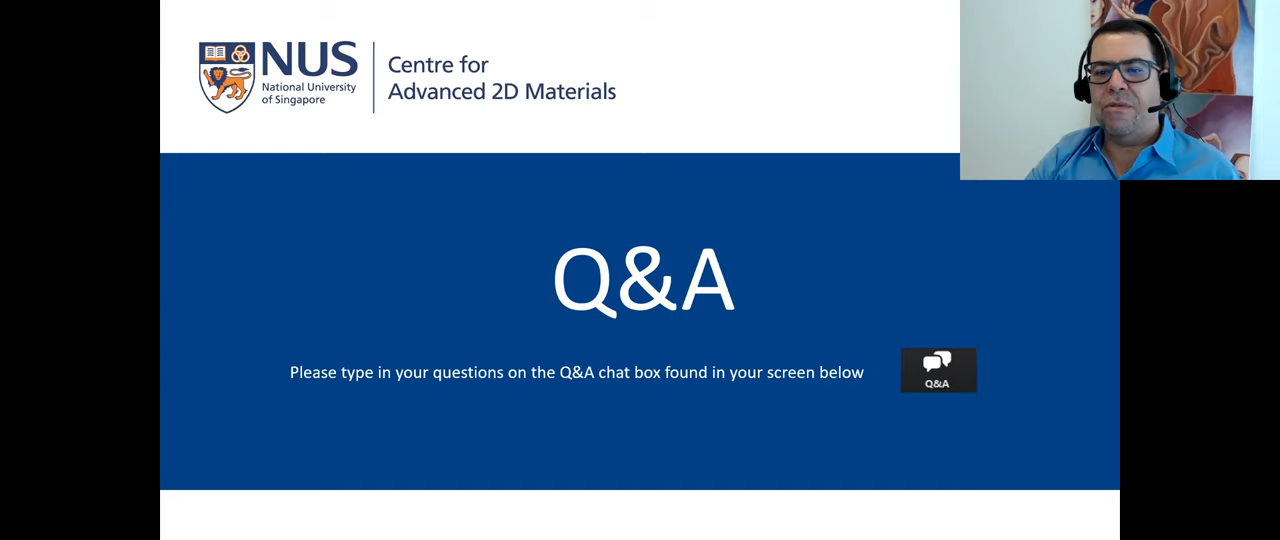 NUS
National University
of Singapore
Centre for
Advanced 2D Materials
Q&A
Please type in your questions on the Q&A chat box found in your screen below
Q&A